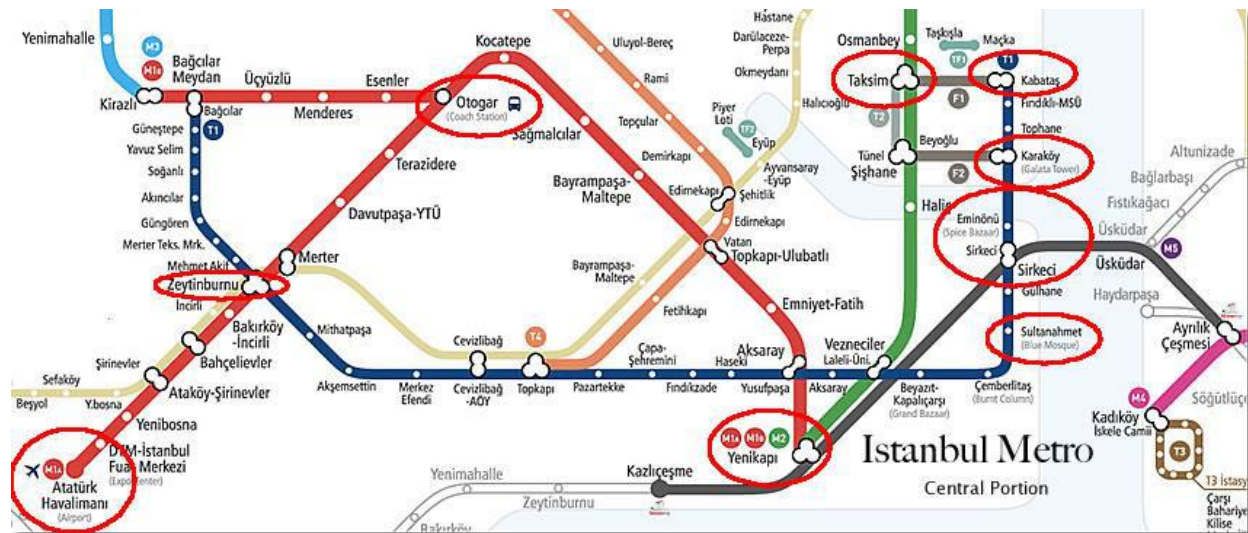 Yenimahalle
M3
M1B
Bağcılar
Meydan
Kirazlı
Üçyüzlü
Menderes
Esenler
Otogar
(Coach Station)
Kocatepe
Sağmalcılar
Bayrampaşa-
Maltepe
Uluyol-Bereç
Rami
Topçular
Demirkapı
Edirnekapı
Şehitlik
Edirnekapı
Vatan
Topkapı-Ulubatlı
Bayrampaşa-
Maltepe
Fetihkapı
Emniyet-Fatih
Hastane
Darülaceze-
Perpa
Okmeydanı
Halıcıoğlu
Piyer
Loti
TF2
Eyüp
Ayvansaray
-Eyüp
Osmanbey
Taşkışla
Maçka
TF1
Taksim
T1
Kabataş
F1
Fındıklı-MSÜ
T2
Tophane
Beyoğlu
Tünel
Şişhane
F2
Karaköy
(Galata Tower)
Haliç
Eminönü
(Spice Bazaar)
Sirkeci
Sirkeci
Gülhane
Sultanahmet
(Blue Mosque)
Çemberlitaş
(Burnt Column)
Altunizade
Bağlarbaşı
Fıstıkağacı
Üsküdar
M5
Üsküdar
Haydarpaşa
Ayrılık
Çeşmesi
M4
Söğütlüç
Kadıköy
İskele Camii
T3
T3 İstasy
Çarşı
Bahariye
Kilise
Bağcılar
T1
Güneştepe
Yavuz Selim
Soğanlı
Akıncılar
Güngören
Merter Teks. Mrk.
Mehmet Akif
Zeytinburnu
Terazidere
Davutpaşa-YTÜ
Merter
İncirli
Bakırköy
-İncirli
Bahçelievler
Şirinevler
Ataköy-Şirinevler
Sefaköy
Beşyol
Y.bosna
Yenibosna
DTM-İstanbul
Fuar Merkezi
(Expo Center)
M1A
Atatürk
Havalimanı
(Airport)
Mithatpaşa
Akşemsettin
Merkez
Efendi
Cevizlibağ
Cevizlibağ
-AÖY
T4
Topkapı
Pazartekke
Çapa-
Şehremini
Fındıkzade
Haseki
Aksaray
Yusufpaşa
Aksaray
Vezneciler
Laleli-Üni.
Beyazıt-
Kapalıçarşı
(Grand Bazaar)
M1A
M1B
M2
Yenikapı
Kazlıçeşme
Yenimahalle
Zeytinburnu
Bakırköy
Istanbul Metro
Central Portion